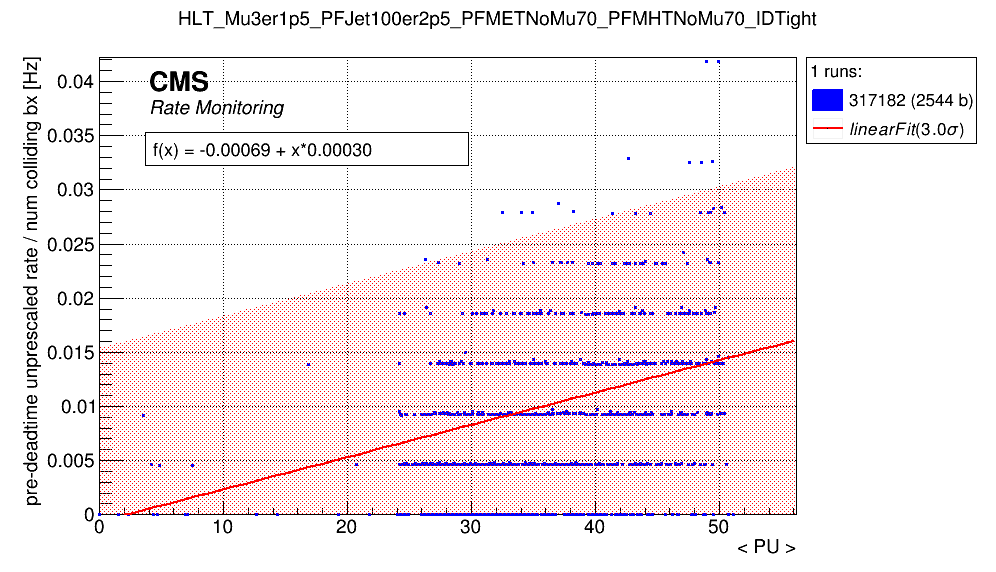 HLT_Mu3er1p5_PFJet100er2p5_PFMETNoMu70_PFMHTNoMu70_IDTight
pre-deadtime unprescaled rate / num colliding bx [Hz]
CMS
Rate Monitoring
f(x) = -0.00069 + x*0.00030
1 runs:
317182 (2544 b)
linearFit(3.0σ)
0.04
0.035
0.03
0.025
0.02
0.015
0.01
0.005
0
0 10 20 30 40 50
< PU >